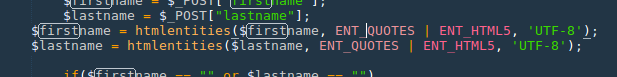 $firstname = $_POST["firstname"];
$lastname = $_POST["lastname"];
$firstname = htmlentities($firstname, ENT_QUOTES | ENT_HTML5, 'UTF-8');
$lastname = htmlentities($lastname, ENT_QUOTES | ENT_HTML5, 'UTF-8');
if($firstname == "" or $lastname == "")